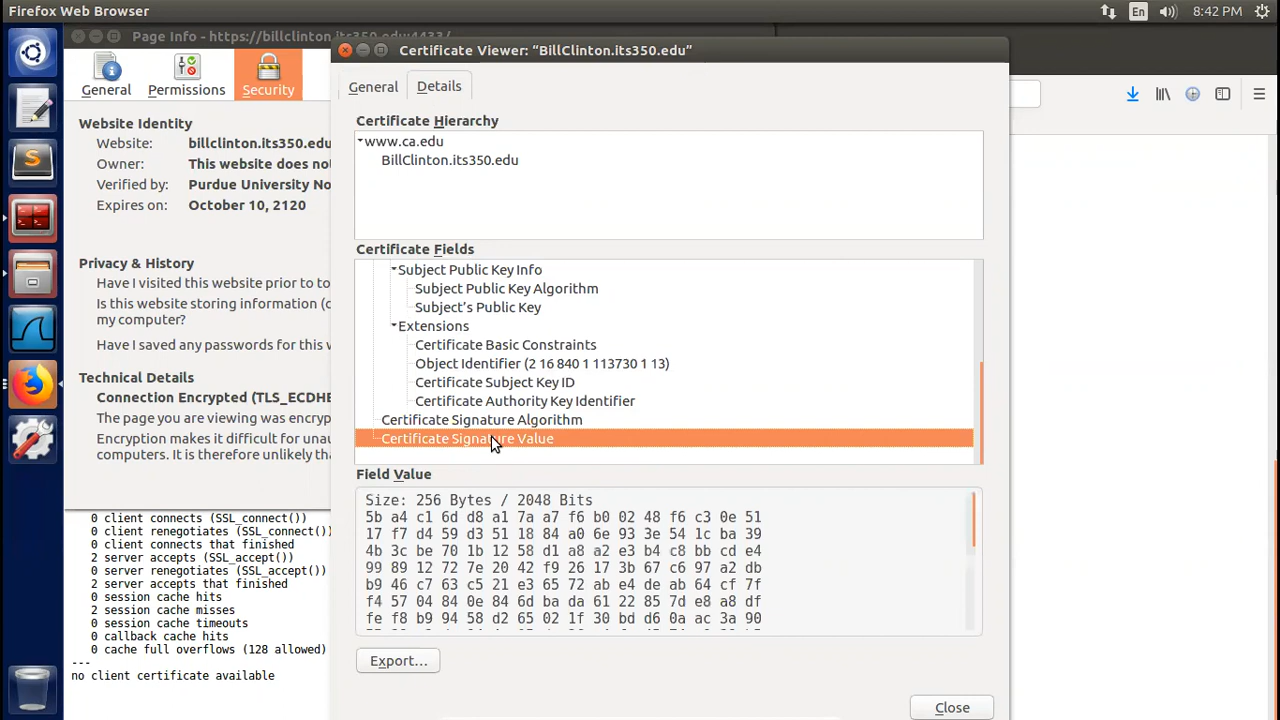 Firefox Web Browser
En
8:42 PM
Page Info - https://billclinton.its350.edu:4433/
Certificate Viewer: “BillClinton.its350.edu”
General
Permissions
Security
General
Details
Website Identity
Website: billclinton.its350.edu
Owner: This website does not
Verified by: Purdue University No
Expires on: October 10, 2120
Privacy & History
Have I visited this website prior to to
Is this website storing information (c
my computer?
Have I saved any passwords for this
Technical Details
Connection Encrypted (TLS_ECDHE
The page you are viewing was encryp
Encryption makes it difficult for unau
computers. It is therefore unlikely tha
Certificate Hierarchy
www.ca.edu
BillClinton.its350.edu
Certificate Fields
Subject Public Key Info
Subject Public Key Algorithm
Subject's Public Key
Extensions
Certificate Basic Constraints
Object Identifier (2 16 840 1 113730 1 13)
Certificate Subject Key ID
Certificate Authority Key Identifier
Certificate Signature Algorithm
Certificate Signature Value
Field Value
Size: 256 Bytes / 2048 Bits
5b a4 c1 6d d8 a1 7a a7 f6 b0 02 48 f6 c3 0e 51
17 f7 d4 59 d3 51 18 84 a0 6e 93 3e 54 1c ba 39
4b 3c be 70 1b 12 58 d1 a8 a2 e3 b4 c8 bb cd e4
99 89 12 72 7e 20 42 f9 26 17 3b 67 c6 97 a2 db
b9 46 c7 63 c5 21 e3 65 72 ab e4 de ab 64 cf 7f
f4 57 04 84 0e 84 6d ba da 61 22 85 7d e8 a8 df
fe f8 b9 94 58 d2 65 02 1f 30 bd d6 0a ac 3a 90
Export...
Close
0 client connects (SSL_connect())
0 client renegotiates (SSL_connect())
0 client connects that finished
2 server accepts (SSL_accept())
0 server renegotiates (SSL_accept())
2 server accepts that finished
0 session cache hits
2 session cache misses
0 session cache timeouts
0 callback cache hits
0 cache full overflows (128 allowed)
---
no client certificate available